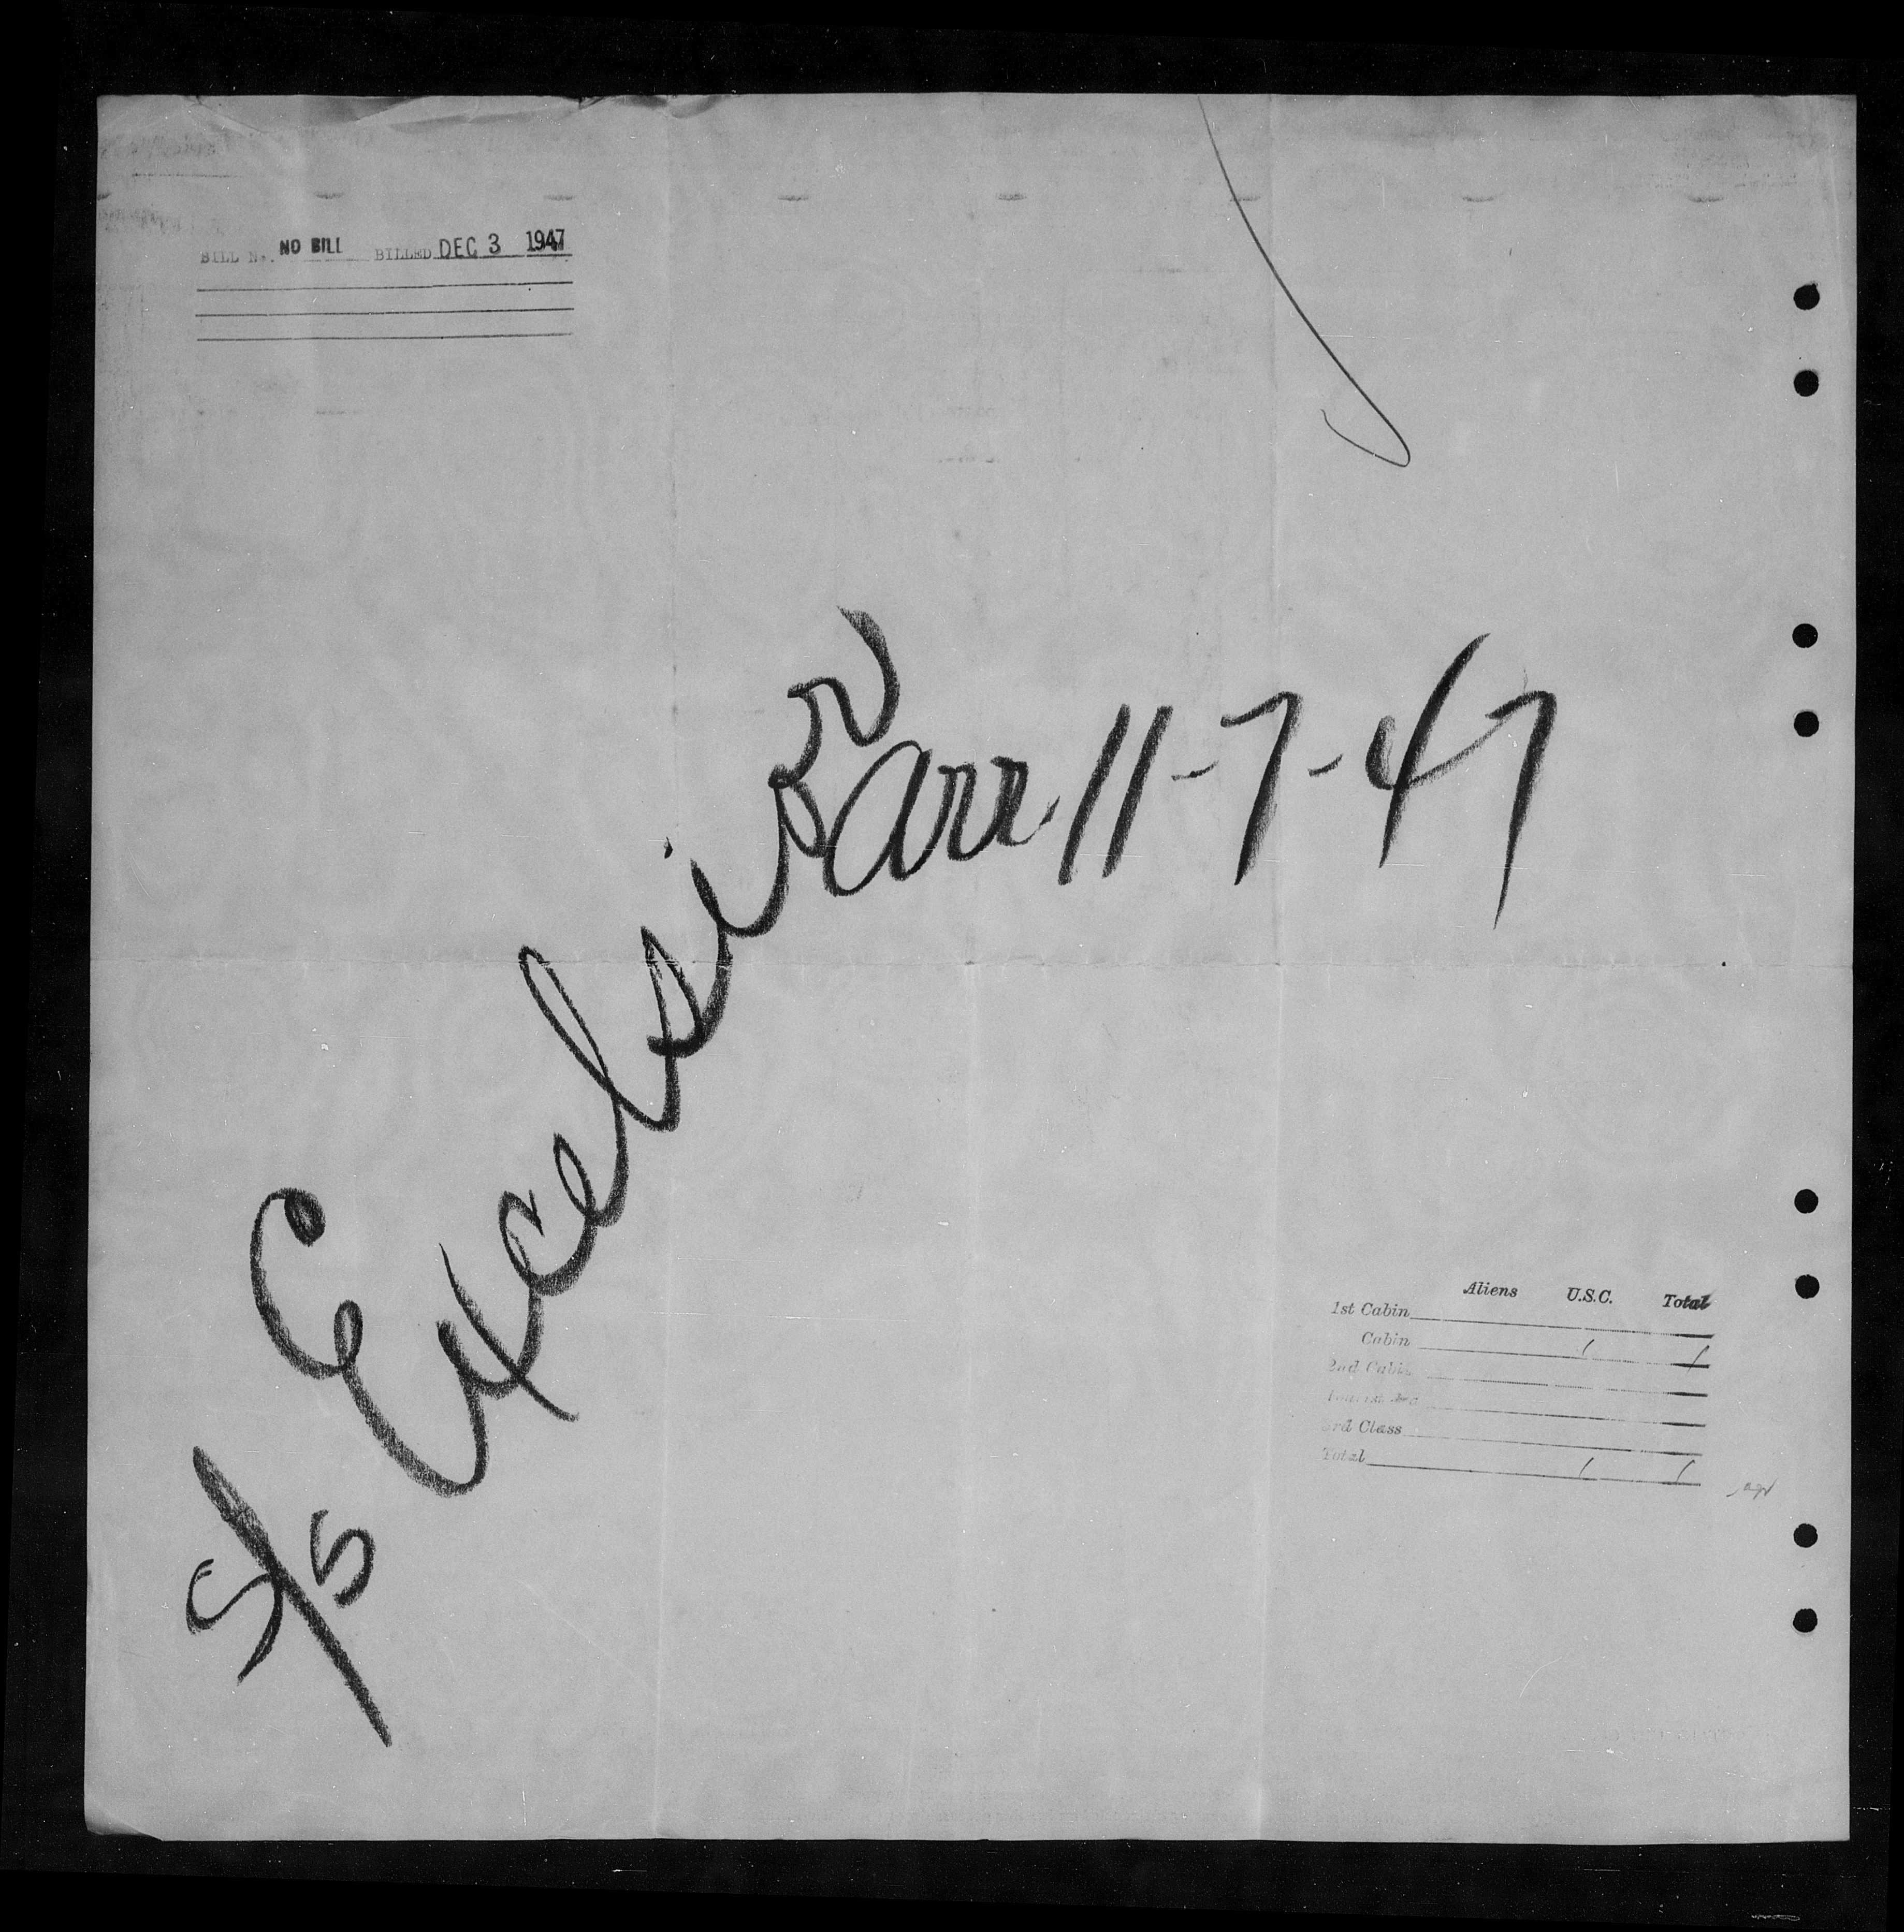 BILL No. NO BILL BILLED DEC 3 1947
S/S Excelsior arr. 11-7-47
Aliens U.S.C. Total
1st Cabin
Cabin 1 1
2nd Cabin
3rd Class
Total 1 1